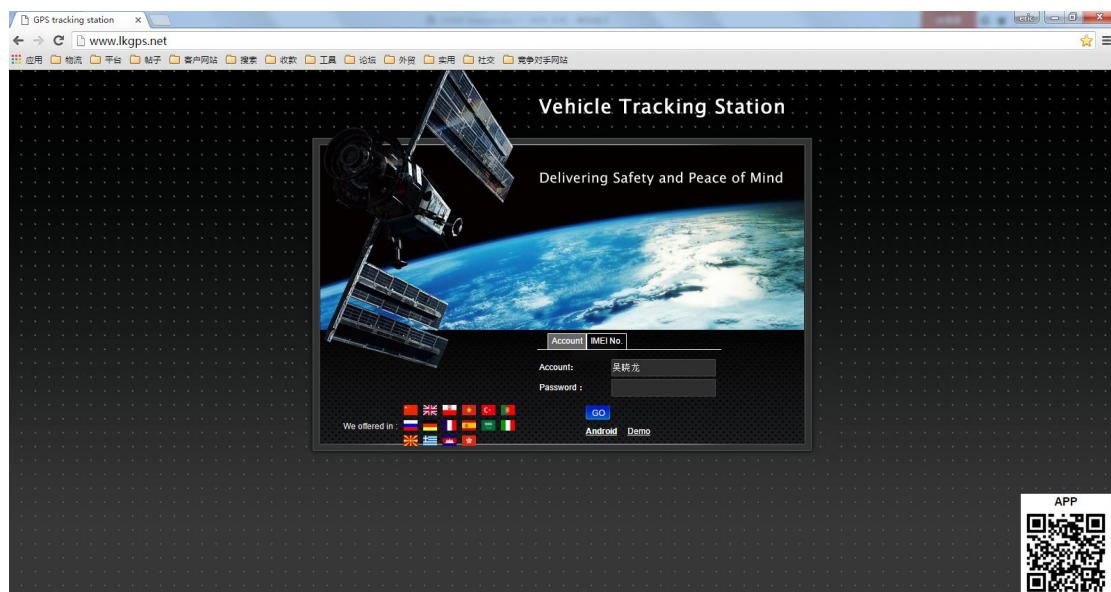 GPS tracking station
eric
www.lkgps.net
应用 物流 平台 帖子 客户网站 搜索 收款 工具 论坛 外贸 实用 社交 竞争对手网站
Vehicle Tracking Station
Delivering Safety and Peace of Mind
Account IMEI No.
Account: 吴晓龙
Password :
GO
We offered in :
Android Demo
APP